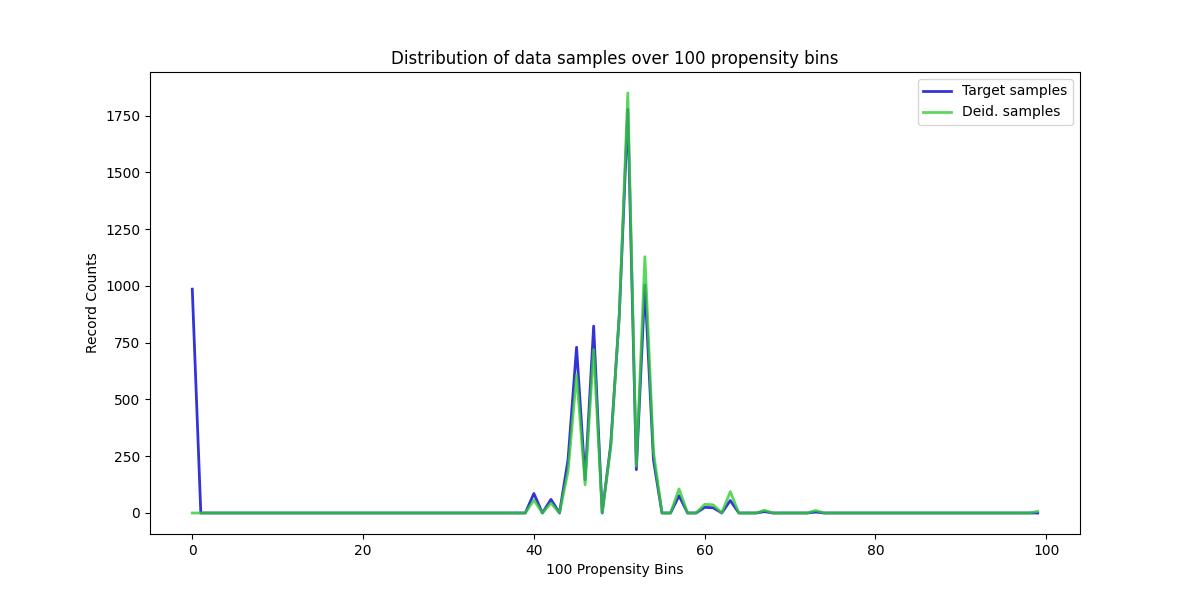 Distribution of data samples over 100 propensity bins
Target samples
Deid. samples
1750
1500
1250
1000
750
500
250
0
Record Counts
0 20 40 60 80 100
100 Propensity Bins